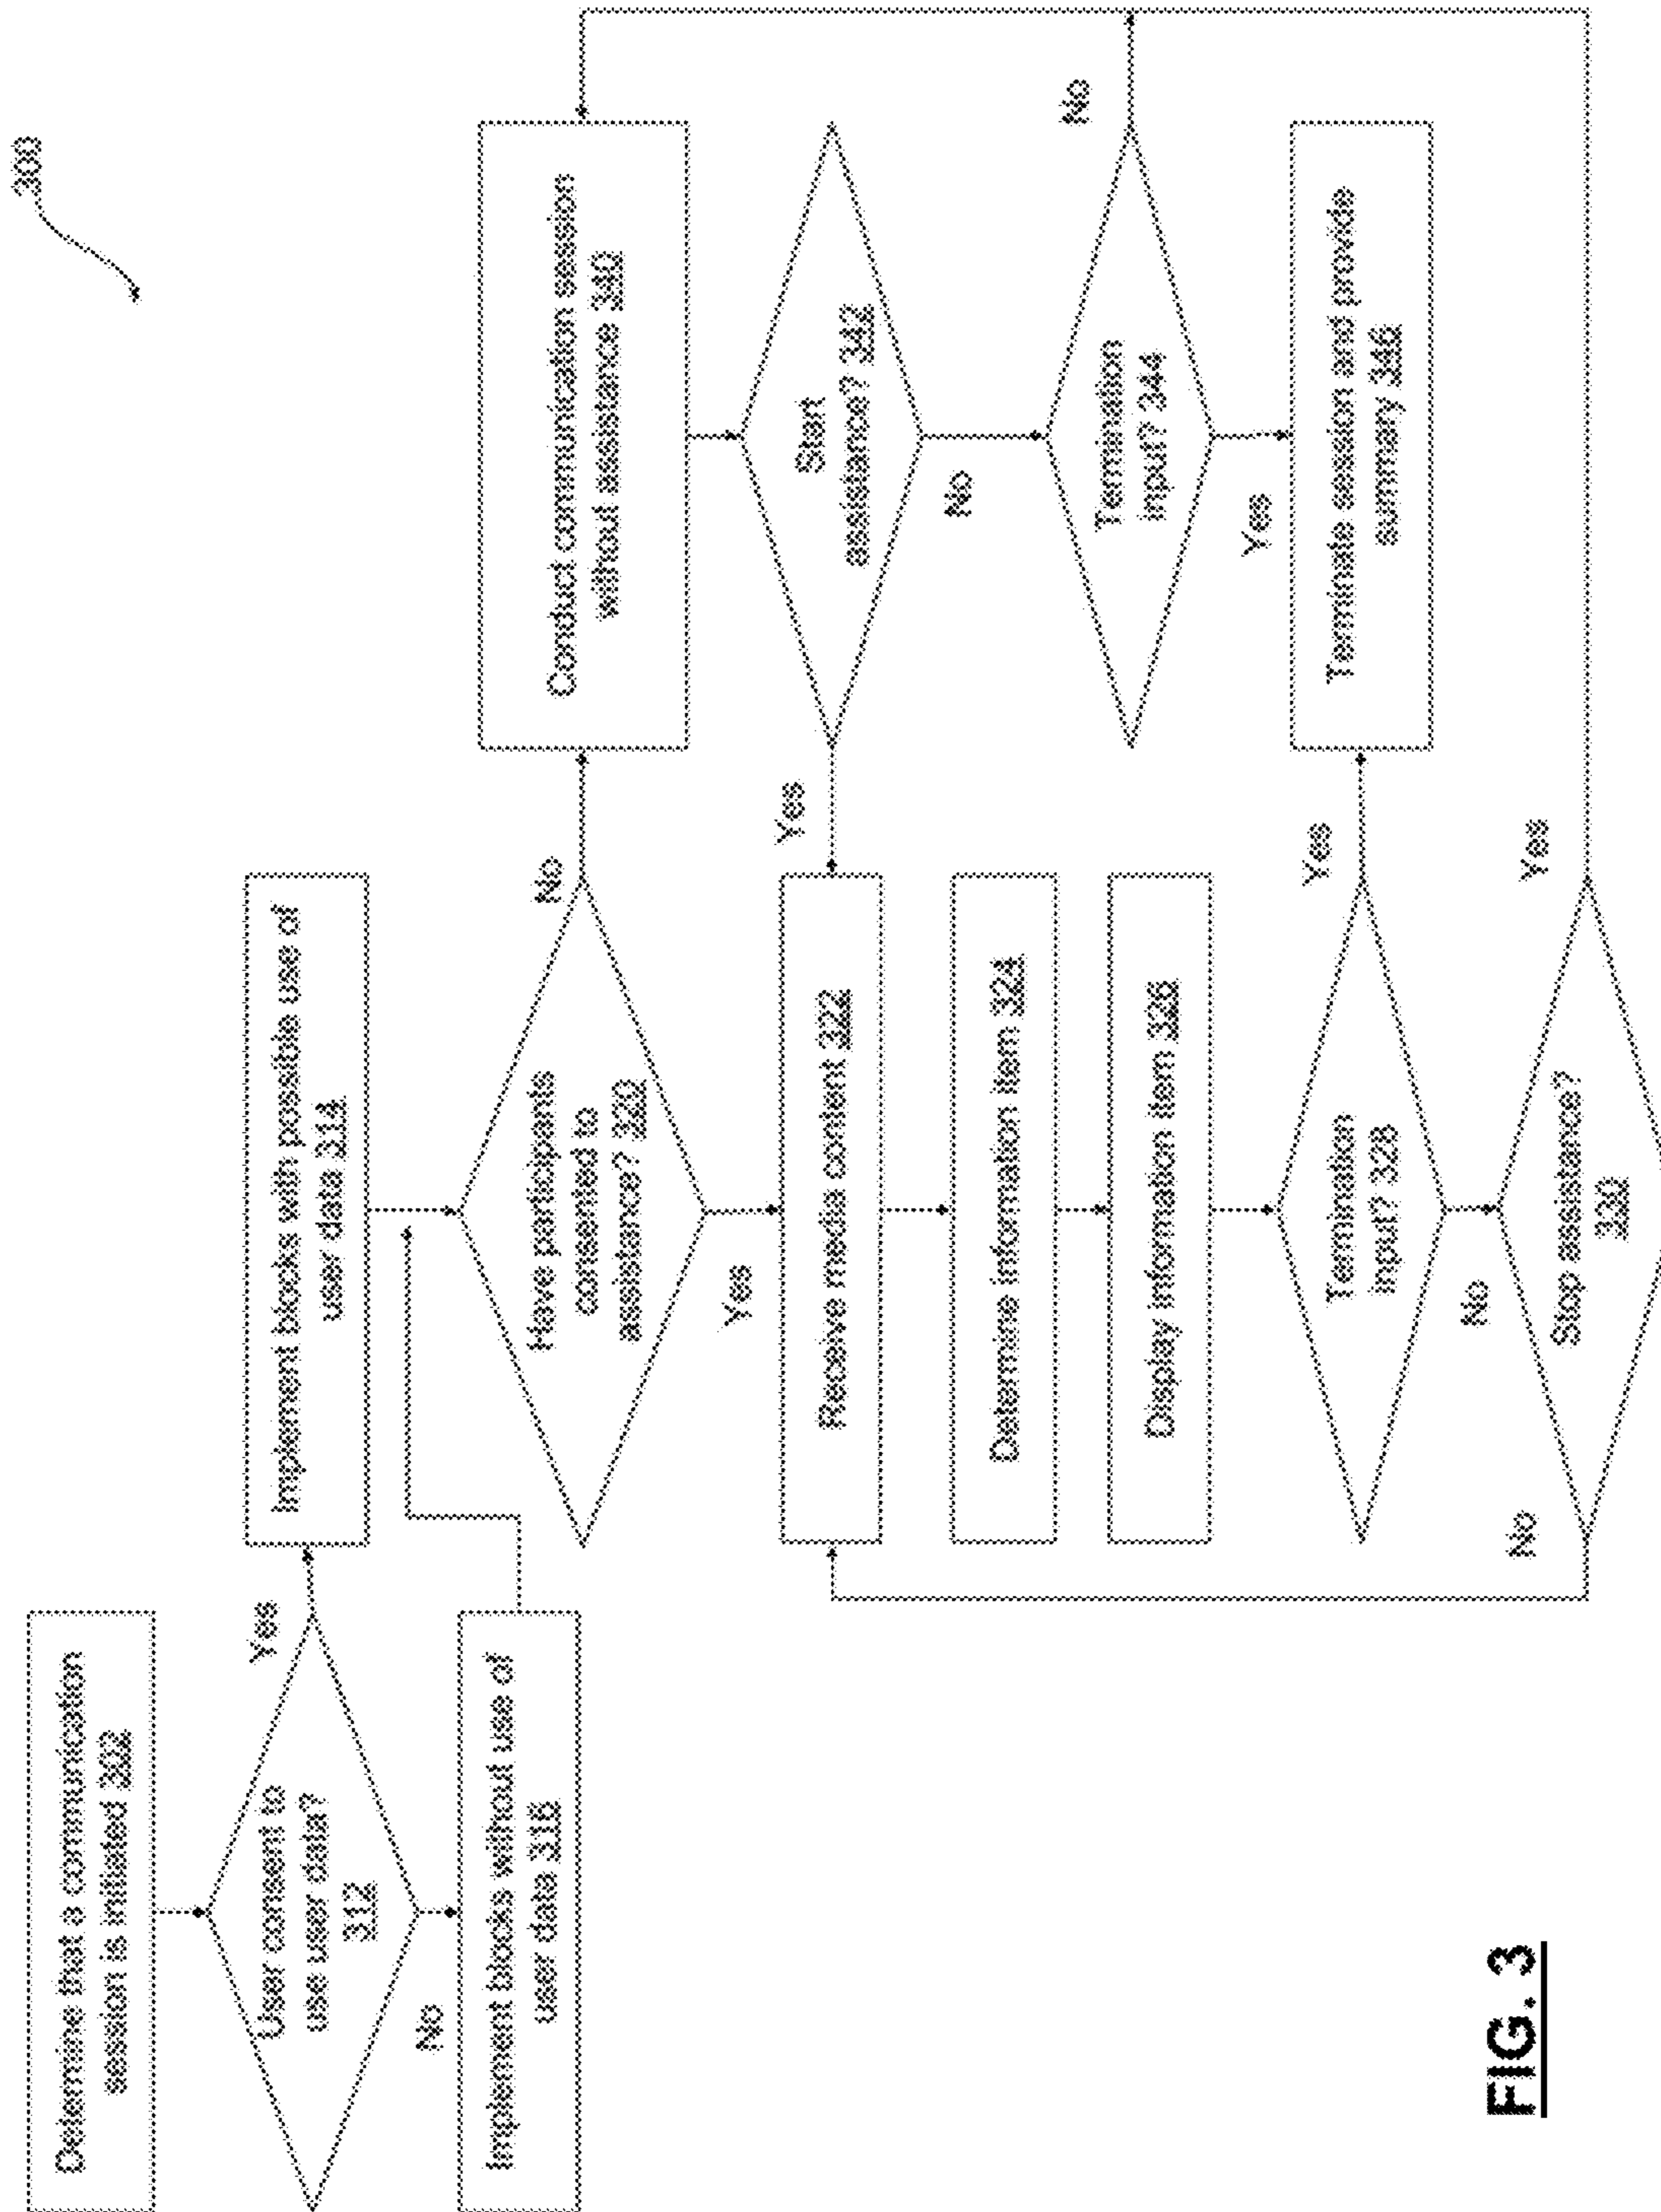 300
Determine that a communication
session is initiated 302
User consent to
use user data?
312
Yes
No
Implement blocks with possible use of
user data 314
Implement blocks without use of
user data 316
Have participants
consented to
assistance? 320
No
Yes
Receive media content 322
Determine information item 324
Display information item 326
Termination
input? 328
Yes
No
Stop assistance?
330
Yes
No
Conduct communication session
without assistance 340
Start
assistance? 342
Yes
No
Termination
input? 344
No
Yes
Terminate session and provide
summary 346
FIG. 3